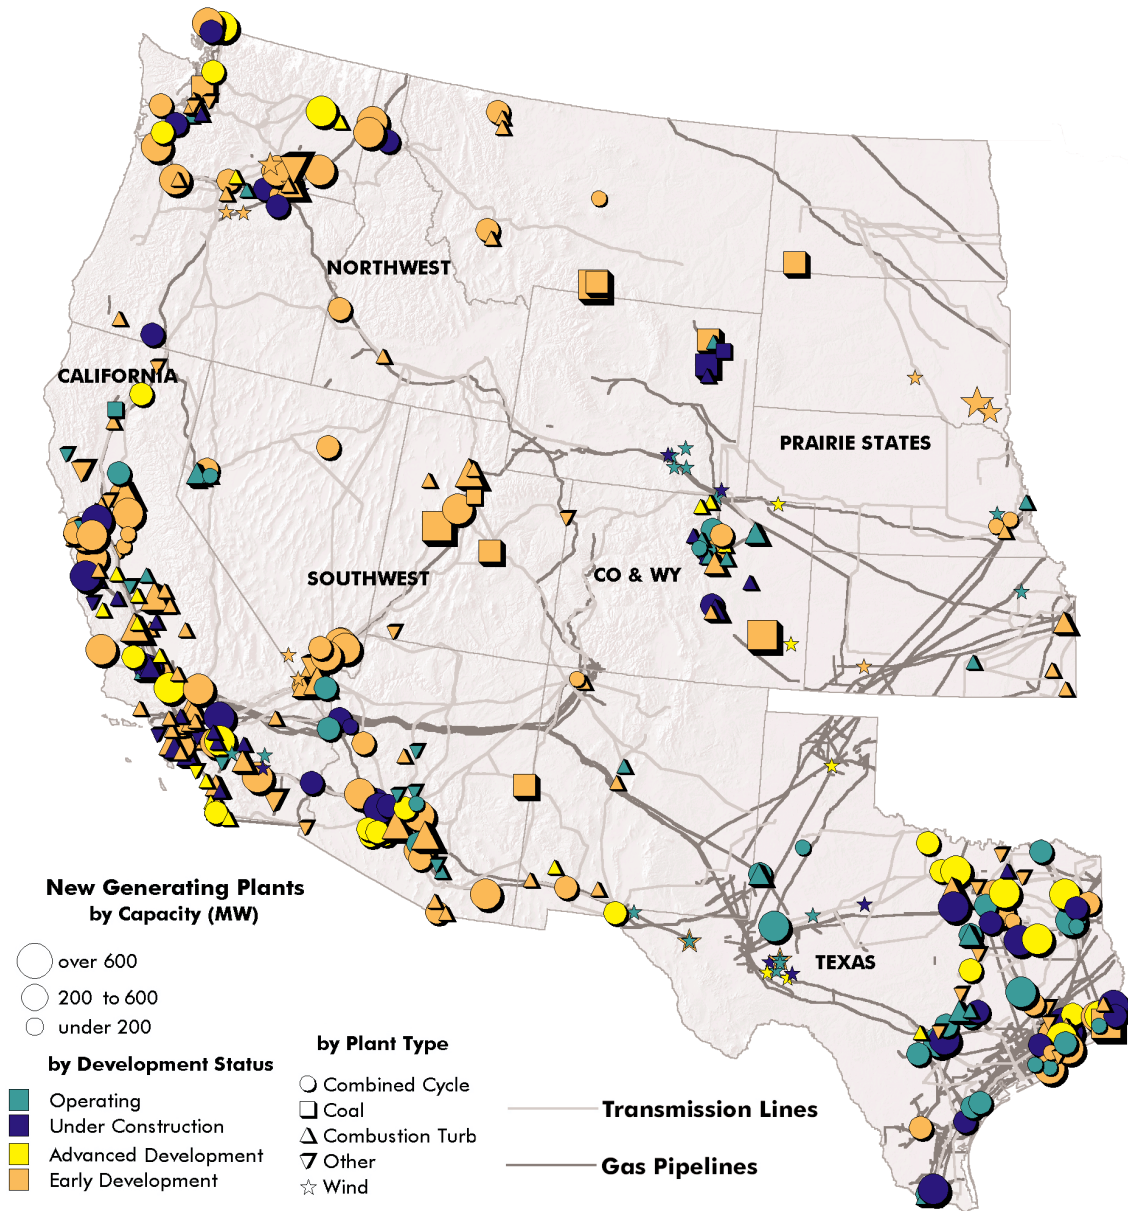 NORTHWEST
CALIFORNIA
PRAIRIE STATES
SOUTHWEST
CO & WY
TEXAS
New Generating Plants
by Capacity (MW)
over 600
200 to 600
under 200
by Development Status
Operating
Under Construction
Advanced Development
Early Development
by Plant Type
Combined Cycle
Coal
Combustion Turb
Other
Wind
Transmission Lines
Gas Pipelines